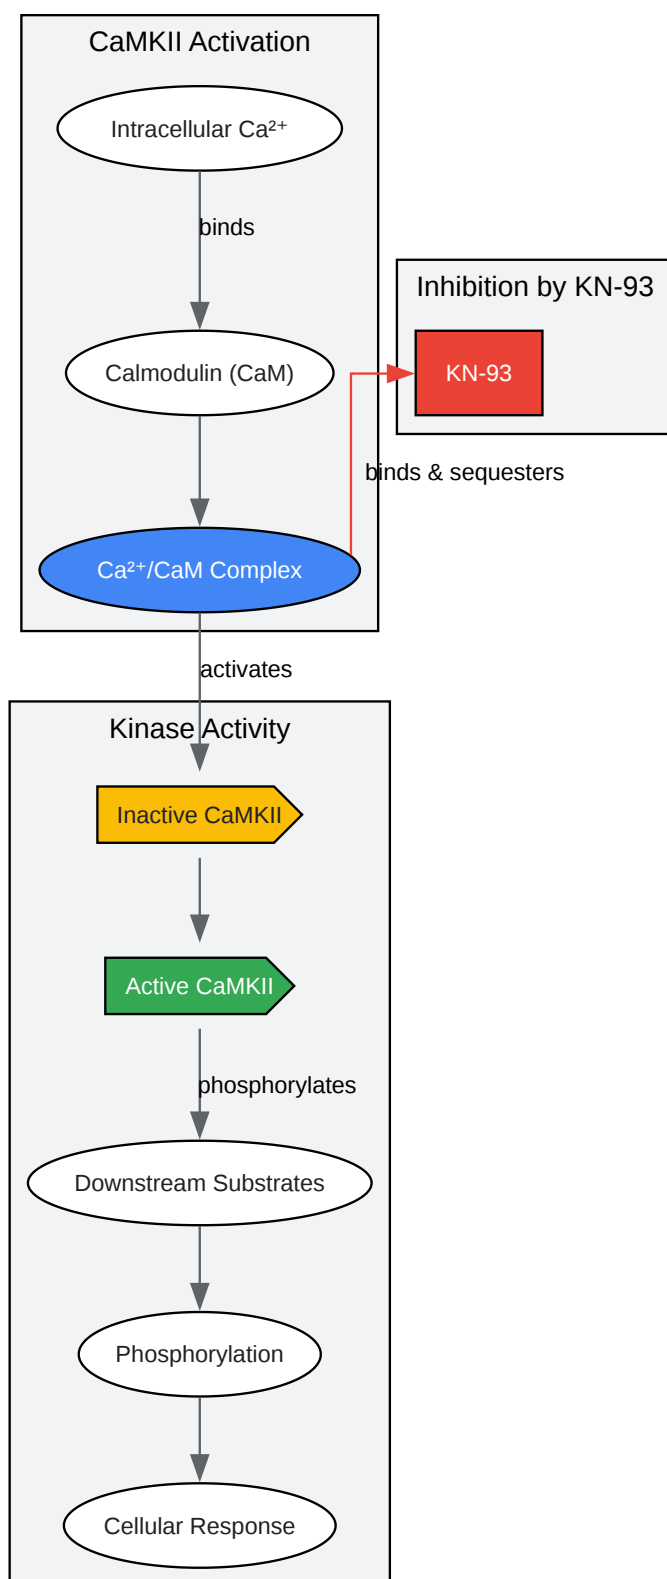 CaMKII Activation
Intracellular Ca²⁺
binds
Inhibition by KN-93
Calmodulin (CaM)
KN-93
binds & sequesters
Ca²⁺/CaM Complex
activates
Kinase Activity
Inactive CaMKII
Active CaMKII
phosphorylates
Downstream Substrates
Phosphorylation
Cellular Response